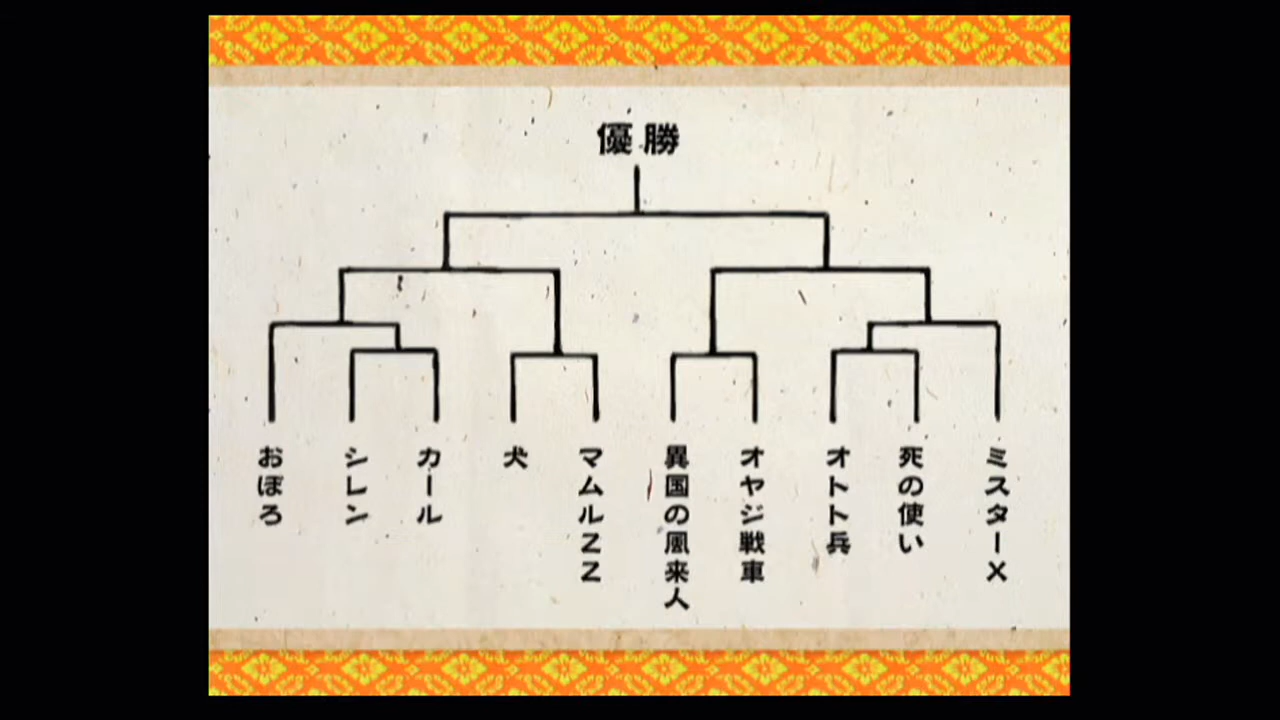 優勝
おぼろ
シレン
カール
犬
マムルZZ
異国の風来人
オヤジ戦車
オトト兵
死の使い
ミスターX